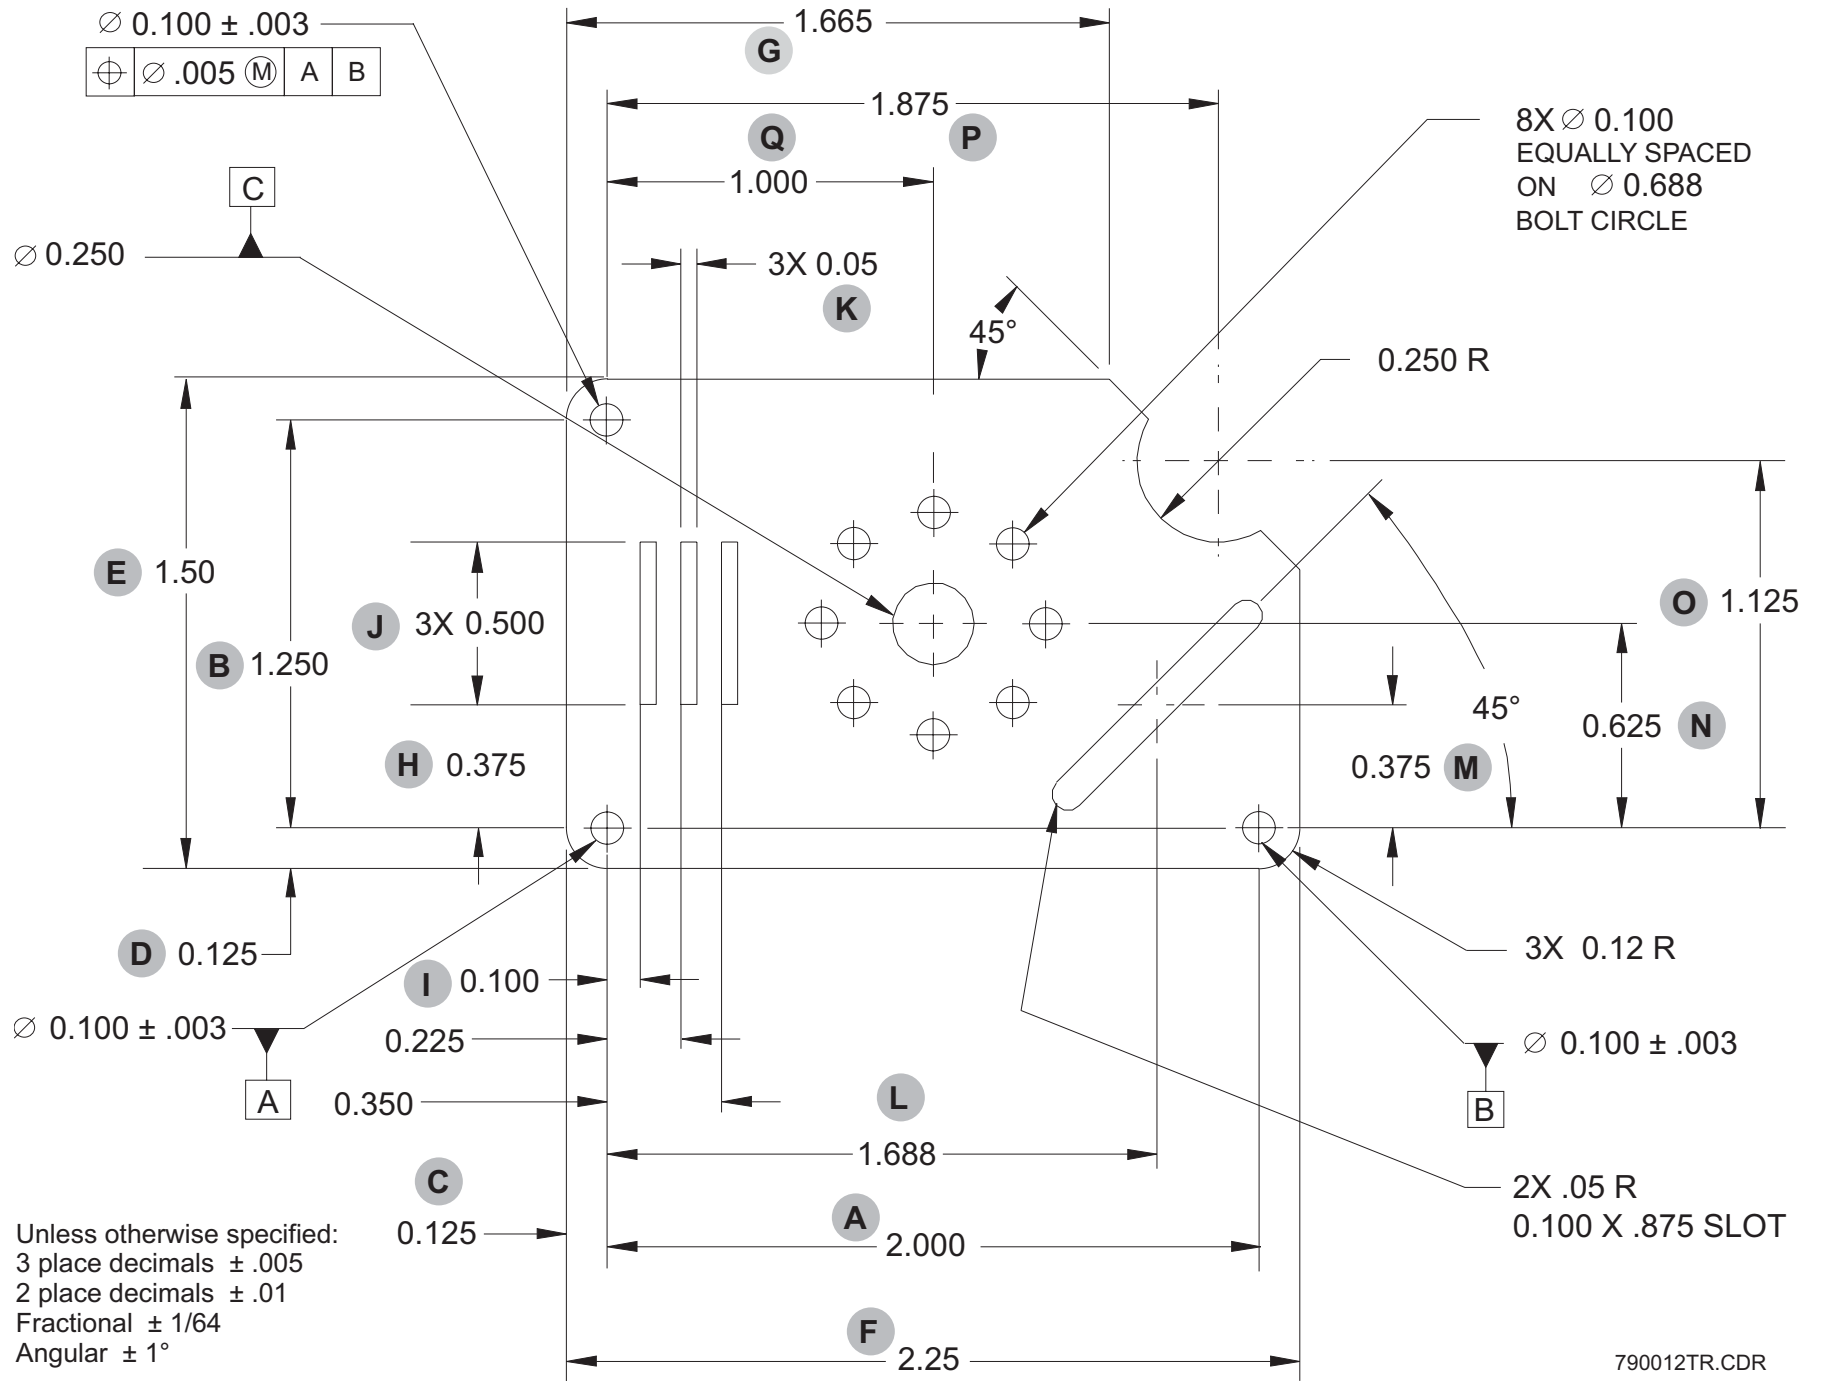 ∅ 0.100 ± .003
⌖ ∅ .005 Ⓜ A B
1.665
G
1.875
Q
P
1.000
8X ∅ 0.100
EQUALLY SPACED
ON ∅ 0.688
BOLT CIRCLE
C
∅ 0.250
3X 0.05
K
45°
0.250 R
E 1.50
B 1.250
J 3X 0.500
H 0.375
O 1.125
45°
0.625 N
0.375 M
D 0.125
I 0.100
3X 0.12 R
∅ 0.100 ± .003
0.225
∅ 0.100 ± .003
A
0.350
L
B
1.688
C
0.125
A
2.000
2X .05 R
0.100 X .875 SLOT
Unless otherwise specified:
3 place decimals ± .005
2 place decimals ± .01
Fractional ± 1/64
Angular ± 1°
F
2.25
790012TR.CDR